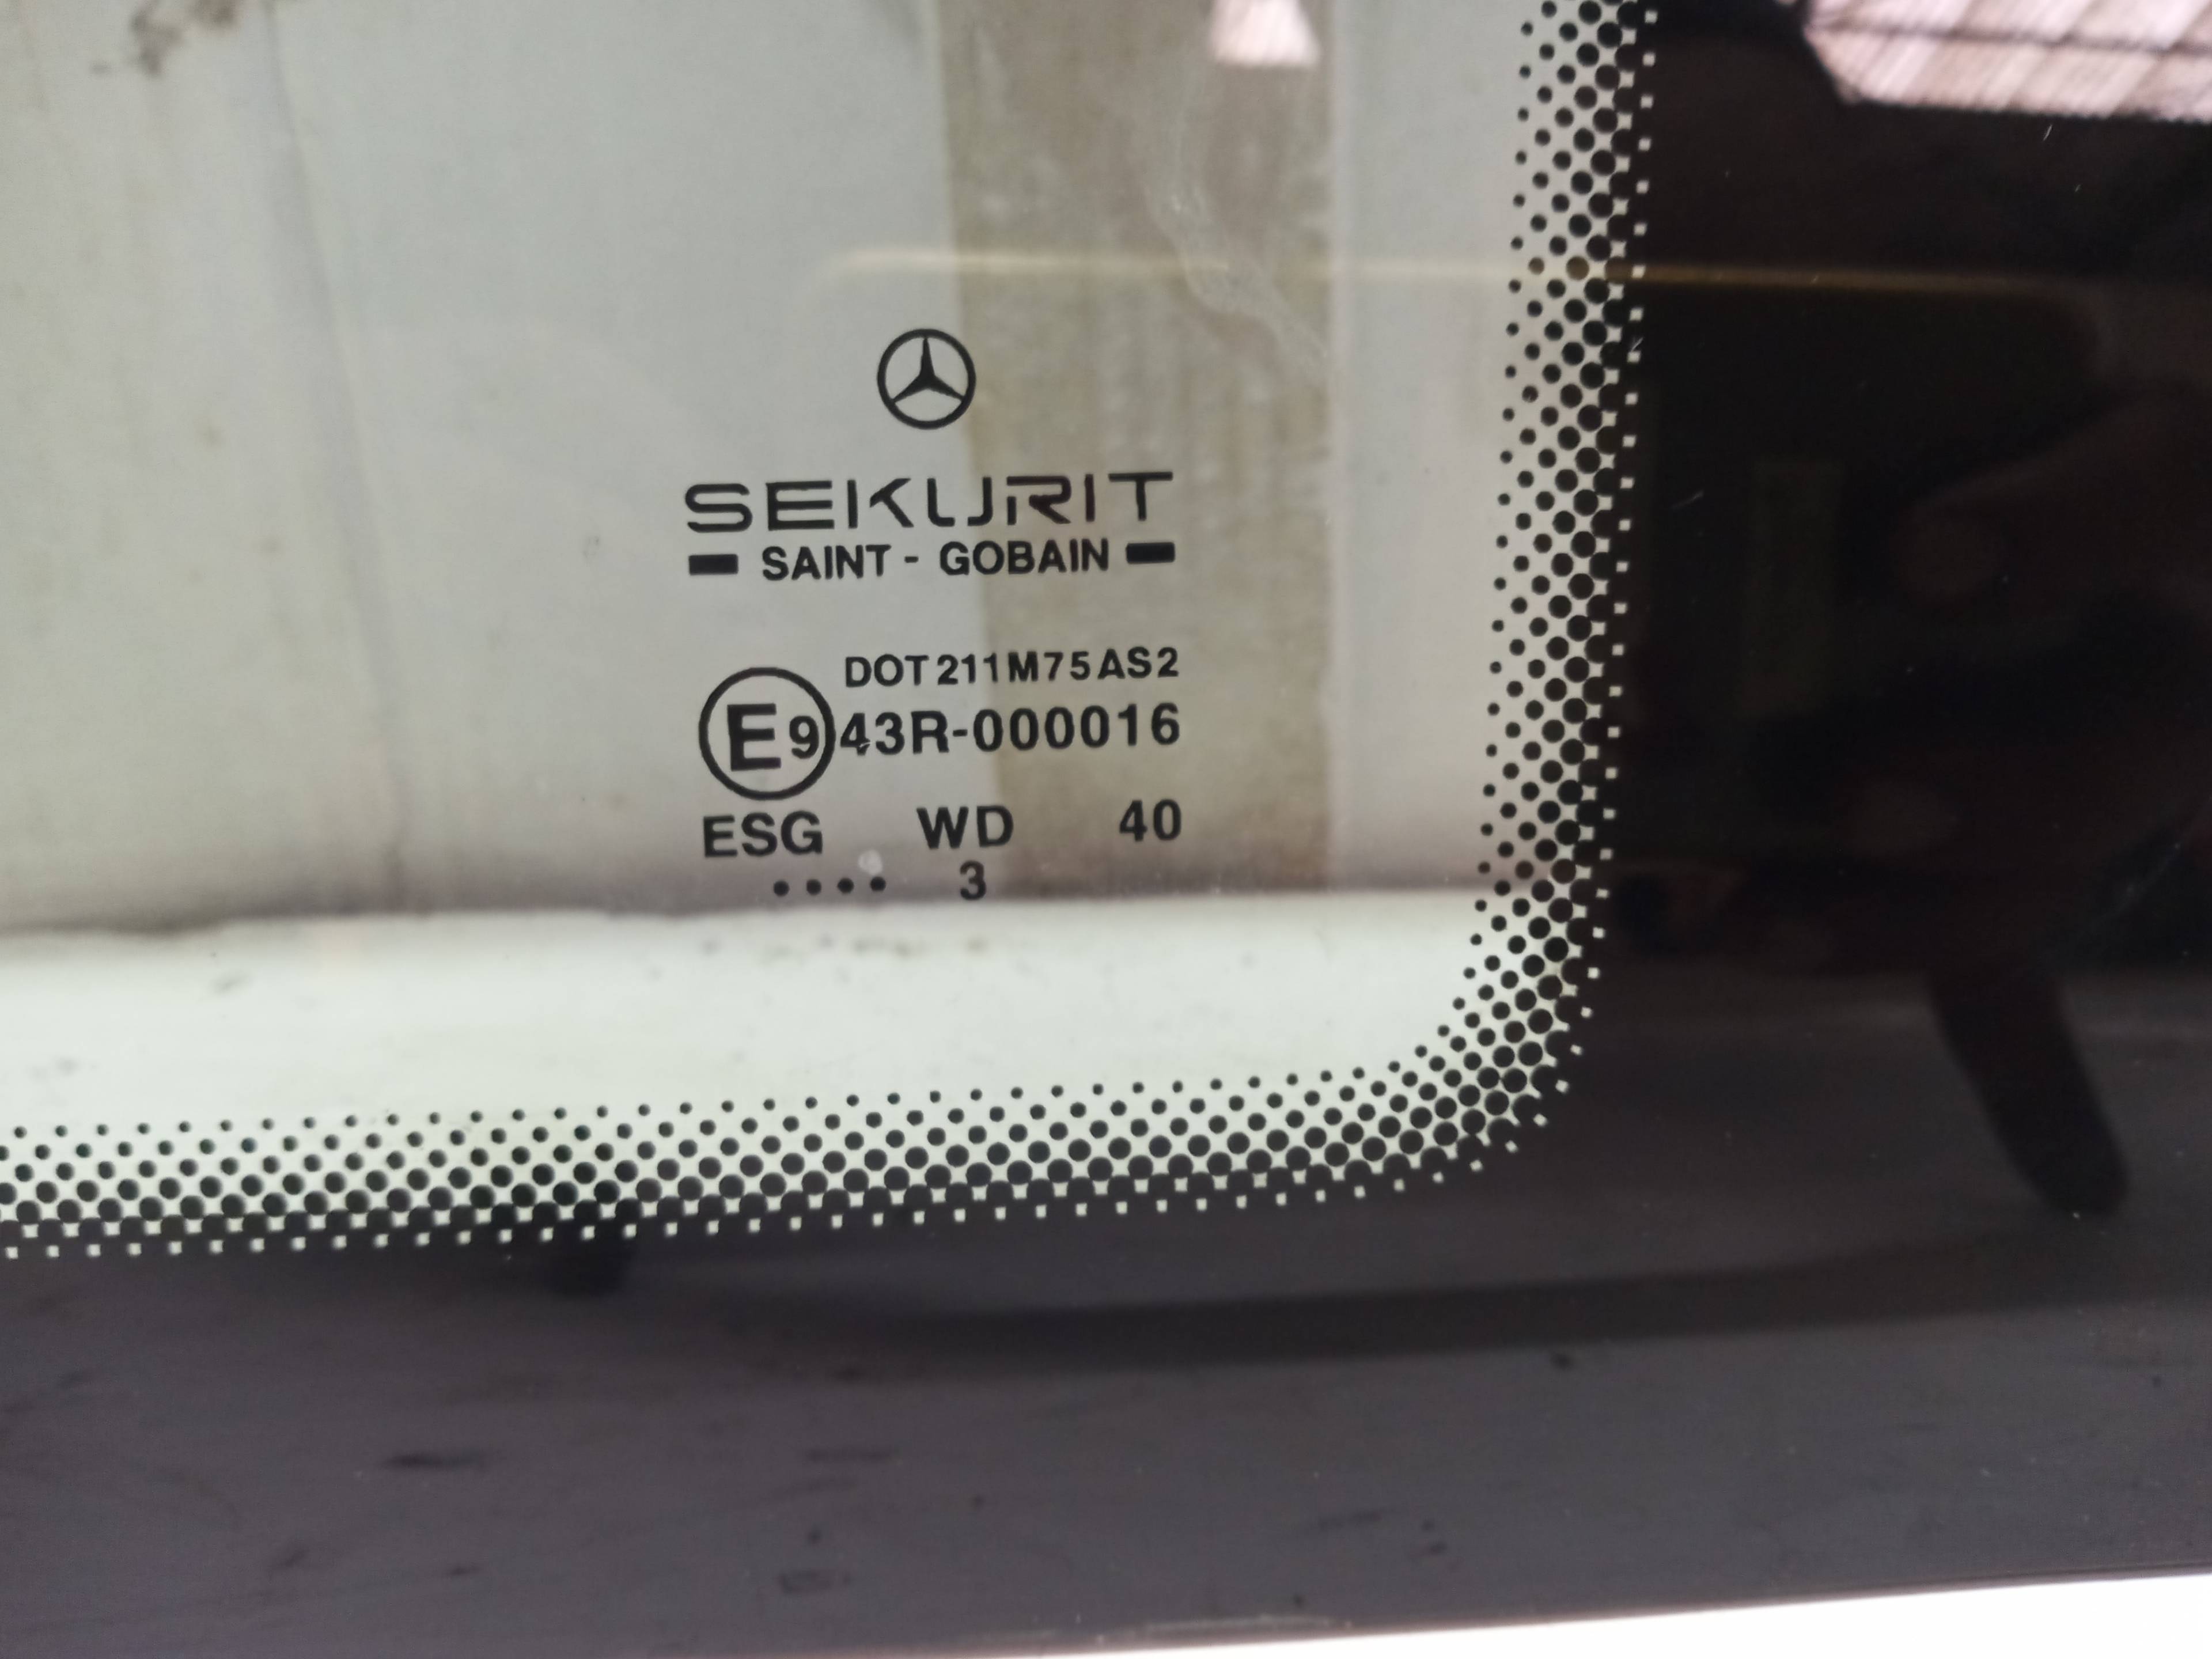 SEKURIT
SAINT - GOBAIN
DOT 211 M75 AS2
E9 43R-000016
ESG WD 40
.... 3